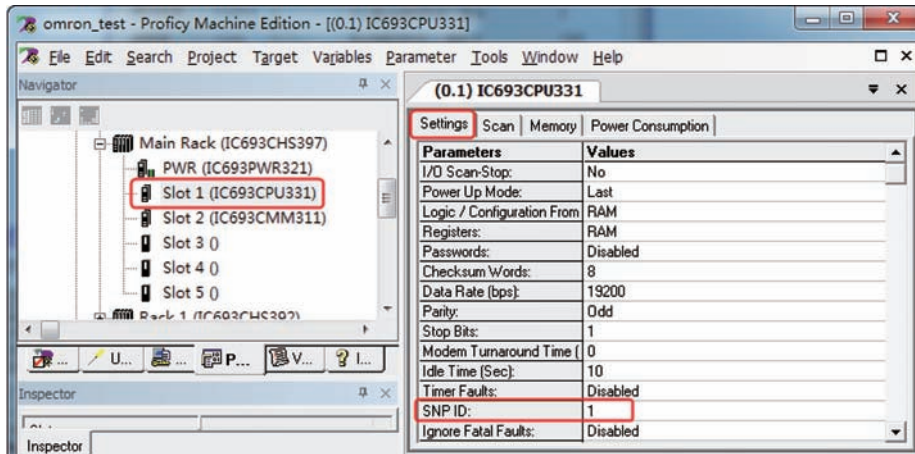 omron_test - Proficy Machine Edition - [(0.1) IC693CPU331]
File Edit Search Project Target Variables Parameter Tools Window Help
Navigator
Main Rack (IC693CHS397)
PWR (IC693PWR321)
Slot 1 (IC693CPU331)
Slot 2 (IC693CMM311)
Slot 3 ()
Slot 4 ()
Slot 5 ()
Rack 1 (IC693CHS392)
... U... ... P... V... I...
Inspector
Inspector
(0.1) IC693CPU331
Settings Scan Memory Power Consumption
Parameters Values
I/O Scan-Stop: No
Power Up Mode: Last
Logic / Configuration From RAM
Registers: RAM
Passwords: Disabled
Checksum Words: 8
Data Rate (bps): 19200
Parity: Odd
Stop Bits: 1
Modem Turnaround Time ( 0
Idle Time (Sec): 10
Timer Faults: Disabled
SNP ID: 1
Ignore Fatal Faults: Disabled